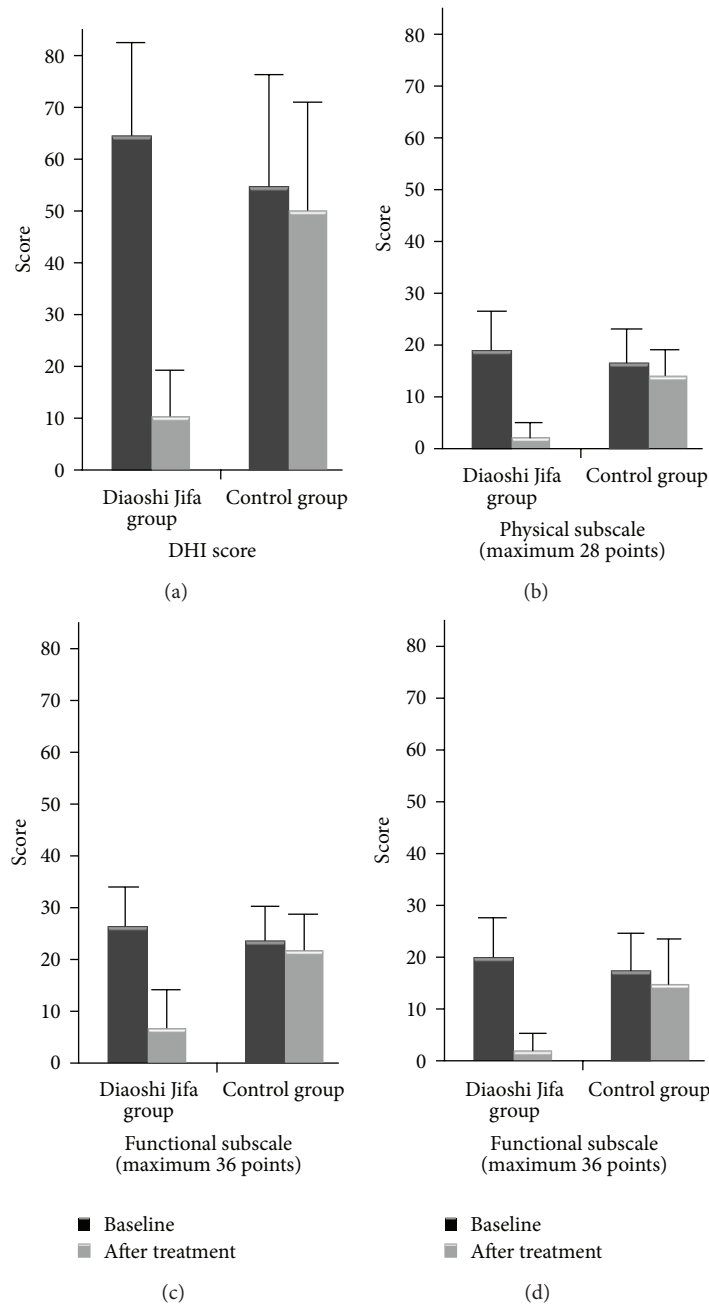 80
70
60
50
40
30
20
10
0
Score
Diaoshi Jifa
group
Control group
DHI score
(a)
80
70
60
50
40
30
20
10
0
Score
Diaoshi Jifa
group
Control group
Physical subscale
(maximum 28 points)
(b)
80
70
60
50
40
30
20
10
0
Score
Diaoshi Jifa
group
Control group
Functional subscale
(maximum 36 points)
Baseline
After treatment
(c)
80
70
60
50
40
30
20
10
0
Score
Diaoshi Jifa
group
Control group
Functional subscale
(maximum 36 points)
Baseline
After treatment
(d)